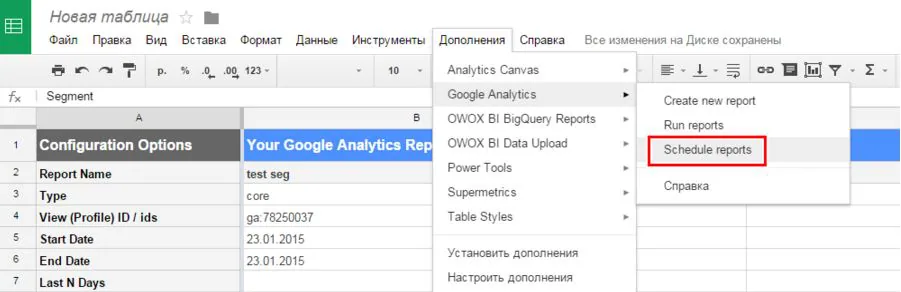 Новая таблица
Файл Правка Вид Вставка Формат Данные Инструменты Дополнения Справка Все изменения на Диске сохранены
р. % .0 .00 123 10 Σ
fx Segment
A B
1 Configuration Options Your Google Analytics Rep
2 Report Name test seg
3 Type core
4 View (Profile) ID / ids ga:78250037
5 Start Date 23.01.2015
6 End Date 23.01.2015
7 Last N Days
Analytics Canvas
Google Analytics
OWOX BI BigQuery Reports
OWOX BI Data Upload
Power Tools
Supermetrics
Table Styles
Установить дополнения
Настроить дополнения
Create new report
Run reports
Schedule reports
Справка